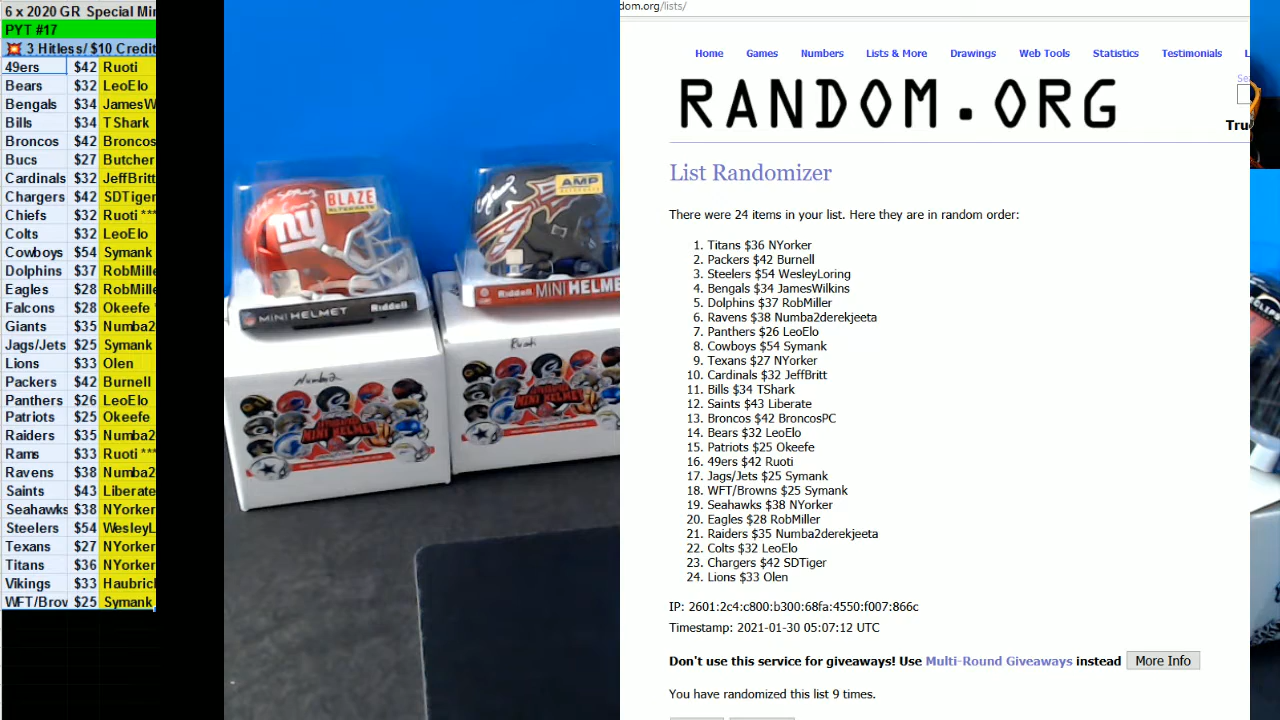 6 x 2020 GR Special Min
PYT #17
3 Hitless/ $10 Credit
49ers $42 Ruoti
Bears $32 LeoElo
Bengals $34 JamesW
Bills $34 TShark
Broncos $42 Broncos
Bucs $27 Butcher
Cardinals $32 JeffBritt
Chargers $42 SDTiger
Chiefs $32 Ruoti ***
Colts $32 LeoElo
Cowboys $54 Symank
Dolphins $37 RobMille
Eagles $28 RobMille
Falcons $28 Okeefe
Giants $35 Numba2
Jags/Jets $25 Symank
Lions $33 Olen
Packers $42 Burnell
Panthers $26 LeoElo
Patriots $25 Okeefe
Raiders $35 Numba2
Rams $33 Ruoti ***
Ravens $38 Numba2
Saints $43 Liberate
Seahawks $38 NYorker
Steelers $54 WesleyL
Texans $27 NYorker
Titans $36 NYorker
Vikings $33 Haubric
WFT/Brov $25 Symank
BLAZE
ALTERNATE
ny
MINI HELMET Riddell
Numba2
MINI HELMET
AMP
Riddell MINI HELME
Ruoti
MINI HELMET
dom.org/lists/
Home Games Numbers Lists & More Drawings Web Tools Statistics Testimonials L
RANDOM.ORG
Sea
Tru
List Randomizer
There were 24 items in your list. Here they are in random order:
1. Titans $36 NYorker
2. Packers $42 Burnell
3. Steelers $54 WesleyLoring
4. Bengals $34 JamesWilkins
5. Dolphins $37 RobMiller
6. Ravens $38 Numba2derekjeeta
7. Panthers $26 LeoElo
8. Cowboys $54 Symank
9. Texans $27 NYorker
10. Cardinals $32 JeffBritt
11. Bills $34 TShark
12. Saints $43 Liberate
13. Broncos $42 BroncosPC
14. Bears $32 LeoElo
15. Patriots $25 Okeefe
16. 49ers $42 Ruoti
17. Jags/Jets $25 Symank
18. WFT/Browns $25 Symank
19. Seahawks $38 NYorker
20. Eagles $28 RobMiller
21. Raiders $35 Numba2derekjeeta
22. Colts $32 LeoElo
23. Chargers $42 SDTiger
24. Lions $33 Olen
IP: 2601:2c4:c800:b300:68fa:4550:f007:866c
Timestamp: 2021-01-30 05:07:12 UTC
Don't use this service for giveaways! Use Multi-Round Giveaways instead More Info
You have randomized this list 9 times.